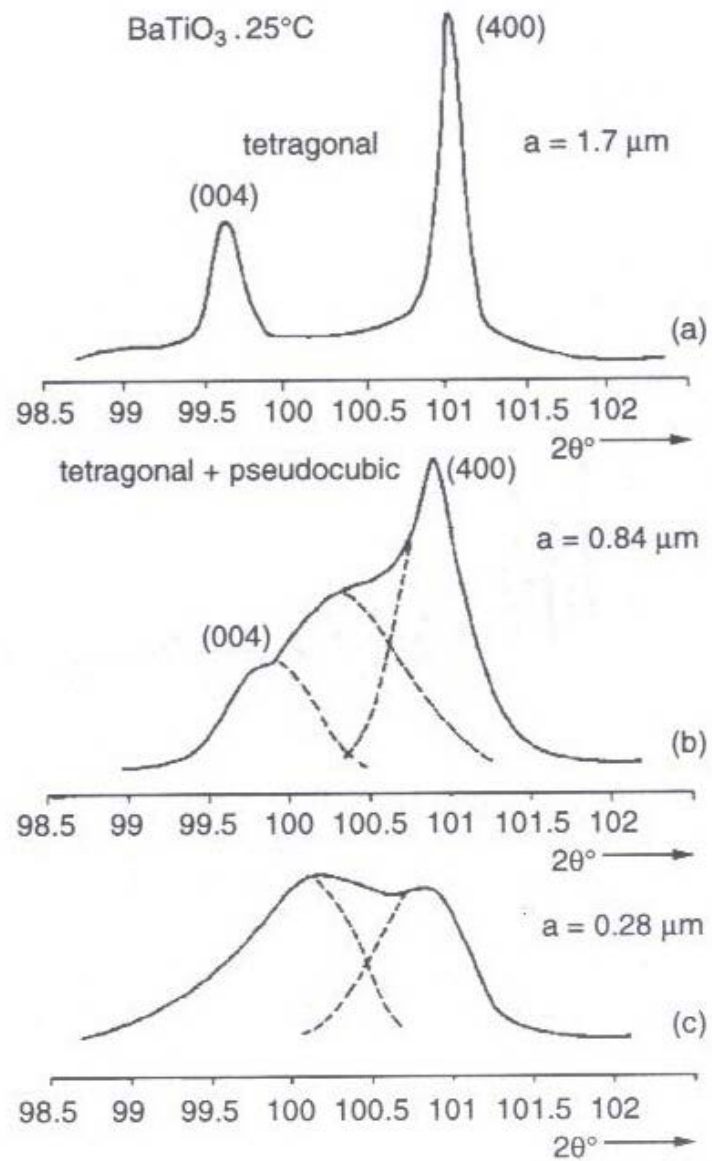 BaTiO₃ . 25°C
(400)
tetragonal
a = 1.7 μm
(004)
(a)
98.5 99 99.5 100 100.5 101 101.5 102
2θ°
tetragonal + pseudocubic
(400)
a = 0.84 μm
(004)
(b)
98.5 99 99.5 100 100.5 101 101.5 102
2θ°
a = 0.28 μm
(c)
98.5 99 99.5 100 100.5 101 101.5 102
2θ°